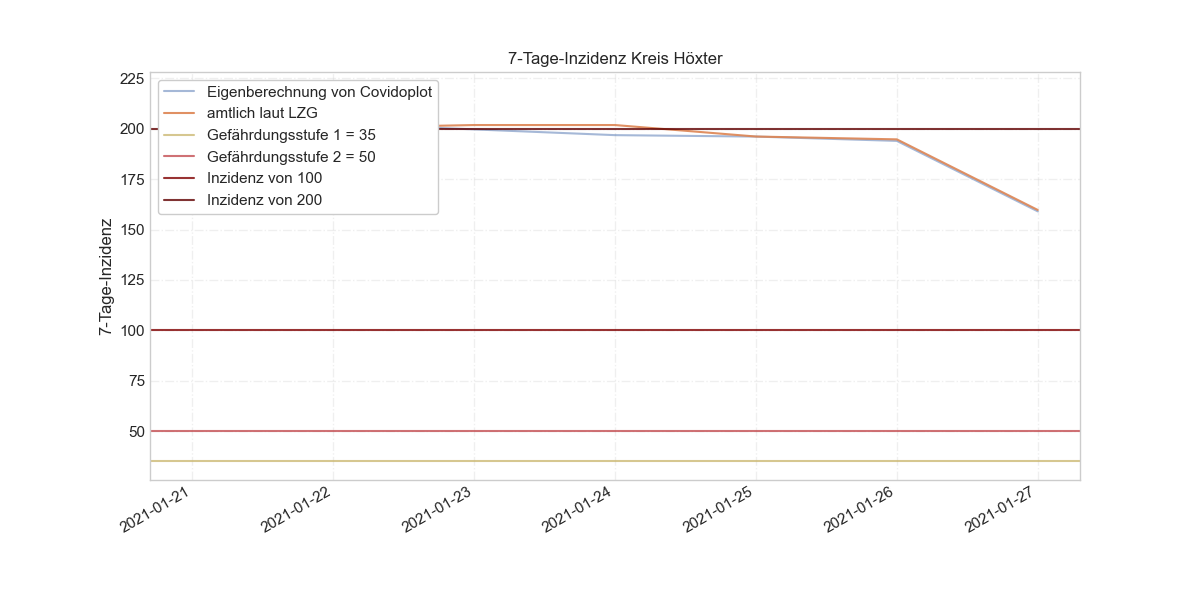 7-Tage-Inzidenz Kreis Höxter
225
200
175
150
125
100
75
50
7-Tage-Inzidenz
Eigenberechnung von Covidoplot
amtlich laut LZG
Gefährdungsstufe 1 = 35
Gefährdungsstufe 2 = 50
Inzidenz von 100
Inzidenz von 200
2021-01-21
2021-01-22
2021-01-23
2021-01-24
2021-01-25
2021-01-26
2021-01-27